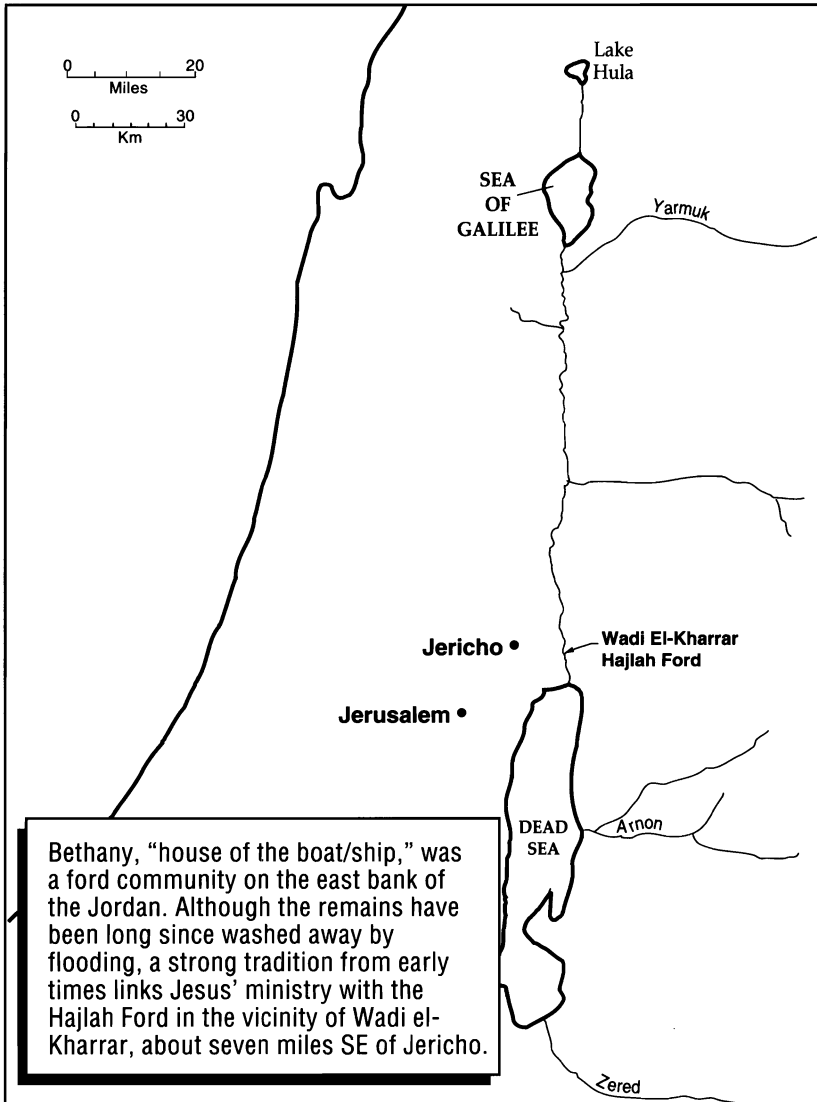 0 20
Miles
0 30
Km
Lake
Hula
SEA
OF
GALILEE
Yarmuk
Jericho
Wadi El-Kharrar
Hajlah Ford
Jerusalem
DEAD
SEA
Arnon
Bethany, “house of the boat/ship,” was
a ford community on the east bank of
the Jordan. Although the remains have
been long since washed away by
flooding, a strong tradition from early
times links Jesus’ ministry with the
Hajlah Ford in the vicinity of Wadi el-
Kharrar, about seven miles SE of Jericho.
Zered